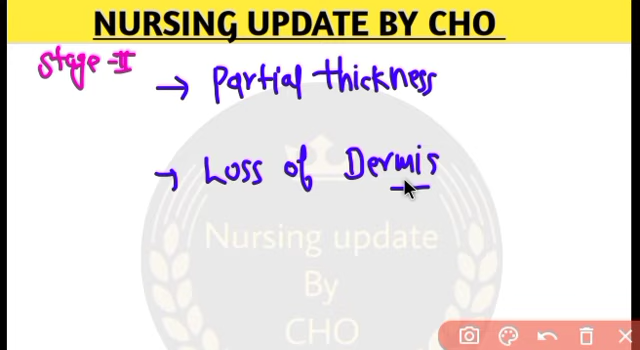 NURSING UPDATE BY CHO
Stage -II
→ Partial thickness
→ Loss of Dermis
Nursing update
By
CHO